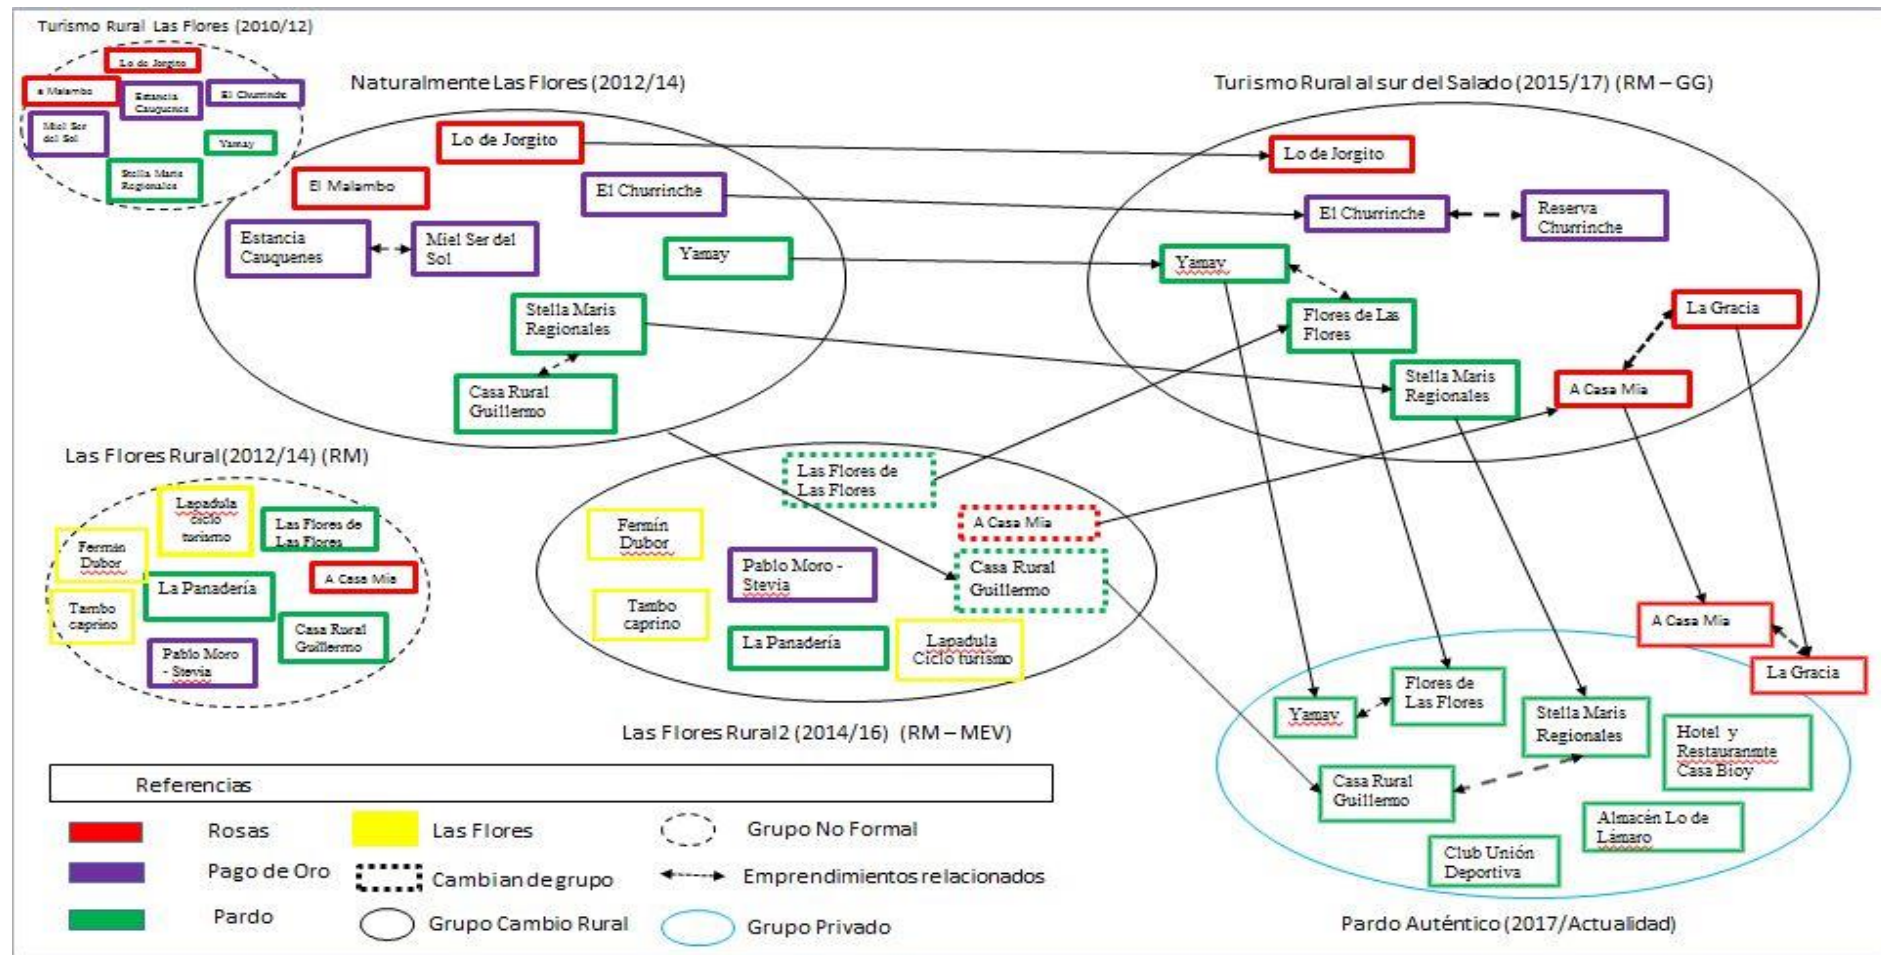 Turismo Rural Las Flores (2010/12)
Lo de Jorgito
a Malambo
Estancia
Cauquenes
El Churrinche
Miel Ser
del Sol
Yamay
Stella Maris
Regionales
Naturalmente Las Flores (2012/14)
Lo de Jorgito
El Malambo
El Churrinche
Estancia
Cauquenes
Miel Ser del
Sol
Yamay
Stella Maris
Regionales
Casa Rural
Guillermo
Turismo Rural al sur del Salado (2015/17) (RM – GG)
Lo de Jorgito
El Churrinche
Reserva
Churrinche
Yamay
Flores de Las
Flores
La Gracia
Stella Maris
Regionales
A Casa Mia
Las Flores Rural (2012/14) (RM)
Lapadula
ciclo
turismo
Las Flores de
Las Flores
Fermín
Dubor
La Panadería
A Casa Mia
Tambo
caprino
Casa Rural
Guillermo
Pablo Moro
- Stevia
Las Flores de
Las Flores
Fermín
Dubor
A Casa Mia
Pablo Moro -
Stevia
Casa Rural
Guillermo
Tambo
caprino
La Panadería
Lapadula
Ciclo turismo
Las Flores Rural2 (2014/16) (RM – MEV)
A Casa Mia
La Gracia
Flores de
Las Flores
Yamay
Stella Maris
Regionales
Hotel y
Restauranmte
Casa Bioy
Casa Rural
Guillermo
Almacén Lo de
Lámaro
Club Unión
Deportiva
Pardo Auténtico (2017/Actualidad)
Referencias
Rosas
Las Flores
Grupo No Formal
Pago de Oro
Cambian de grupo
Emprendimientos relacionados
Pardo
Grupo Cambio Rural
Grupo Privado